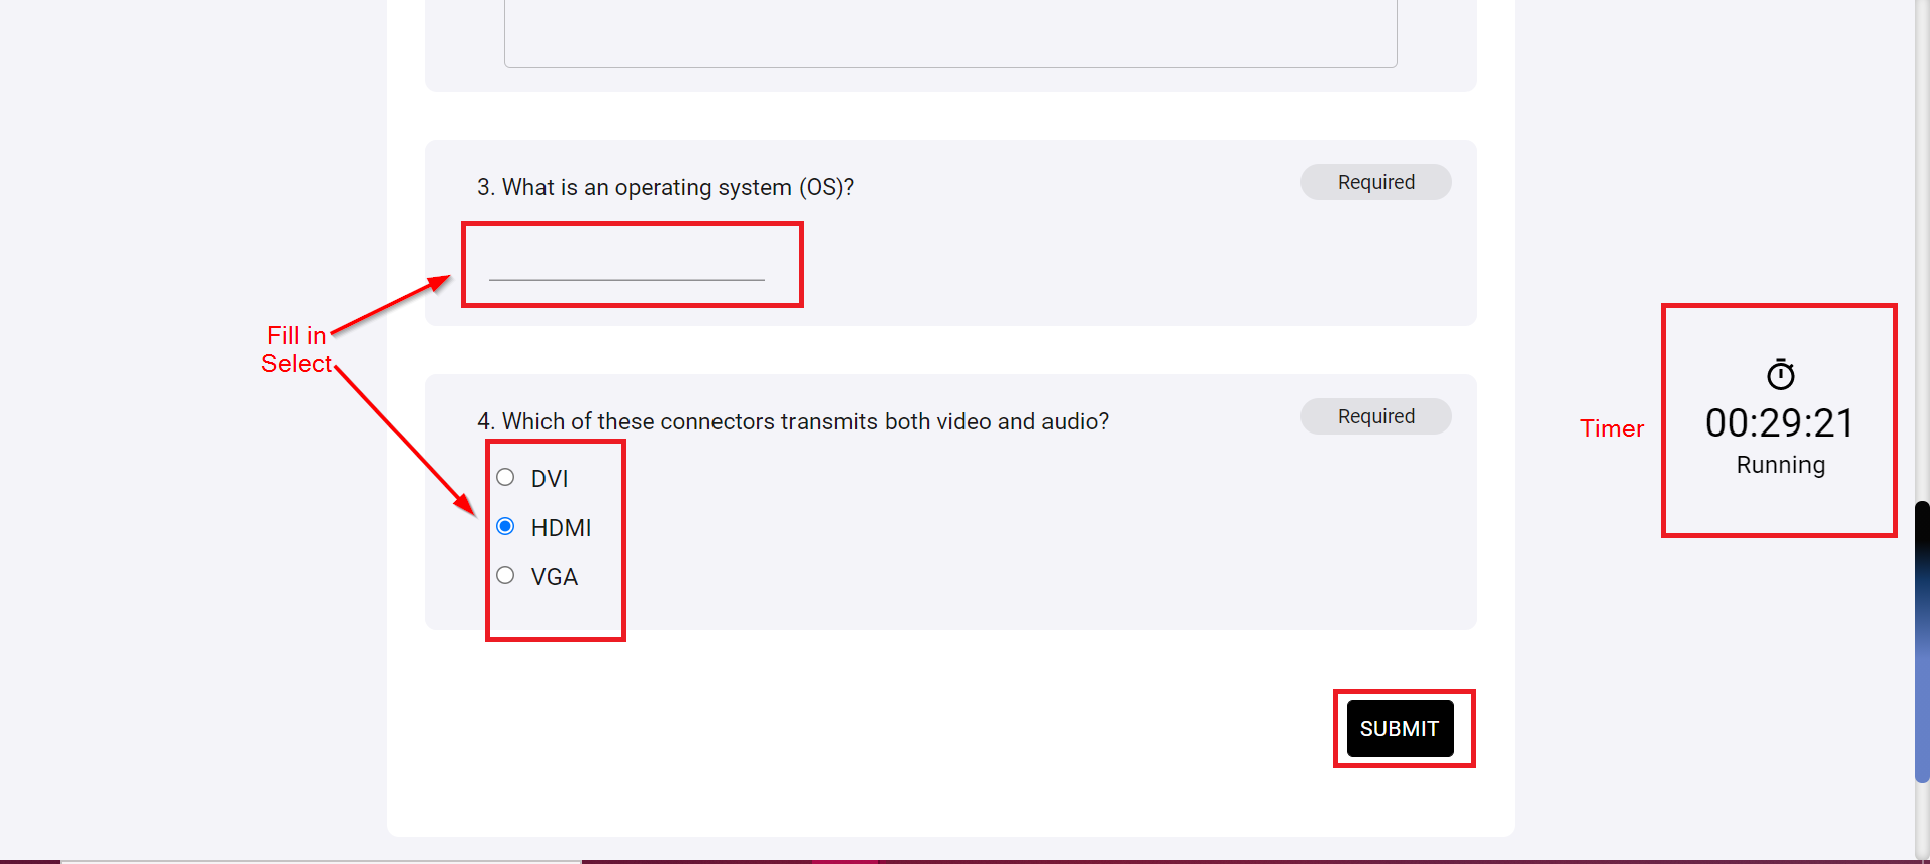 3. What is an operating system (OS)?
Required
Fill in
Select
4. Which of these connectors transmits both video and audio?
Required
DVI
HDMI
VGA
Timer
00:29:21
Running
SUBMIT